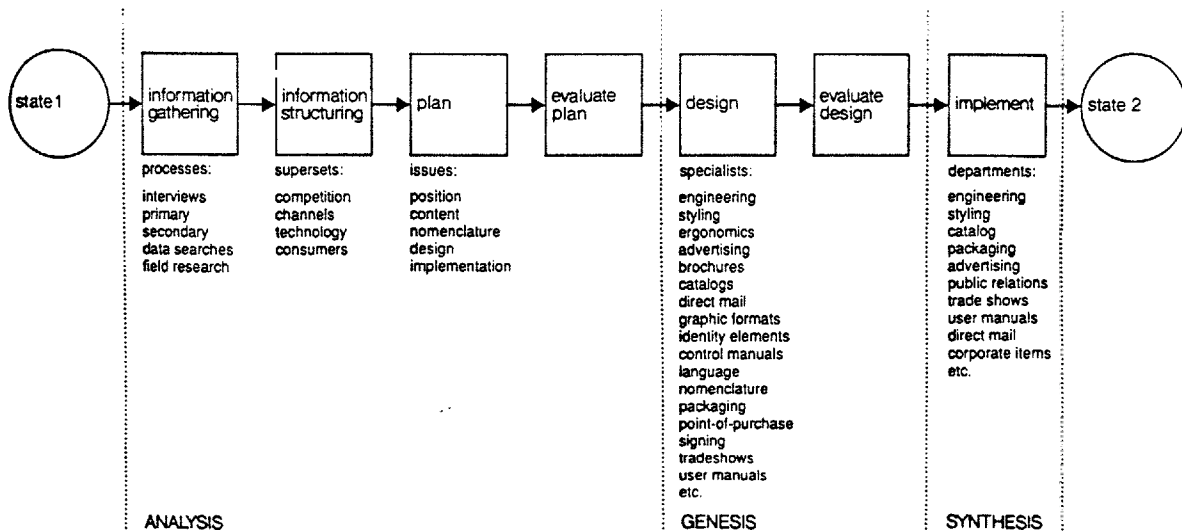 state1
information
gathering
information
structuring
plan
evaluate
plan
design
evaluate
design
implement
state 2
processes:
interviews
primary
secondary
data searches
field research
supersets:
competition
channels
technology
consumers
issues:
position
content
nomenclature
design
implementation
specialists:
engineering
styling
ergonomics
advertising
brochures
catalogs
direct mail
graphic formats
identity elements
control manuals
language
nomenclature
packaging
point-of-purchase
signing
tradeshows
user manuals
etc.
departments:
engineering
styling
catalog
packaging
advertising
public relations
trade shows
user manuals
direct mail
corporate items
etc.
ANALYSIS
GENESIS
SYNTHESIS